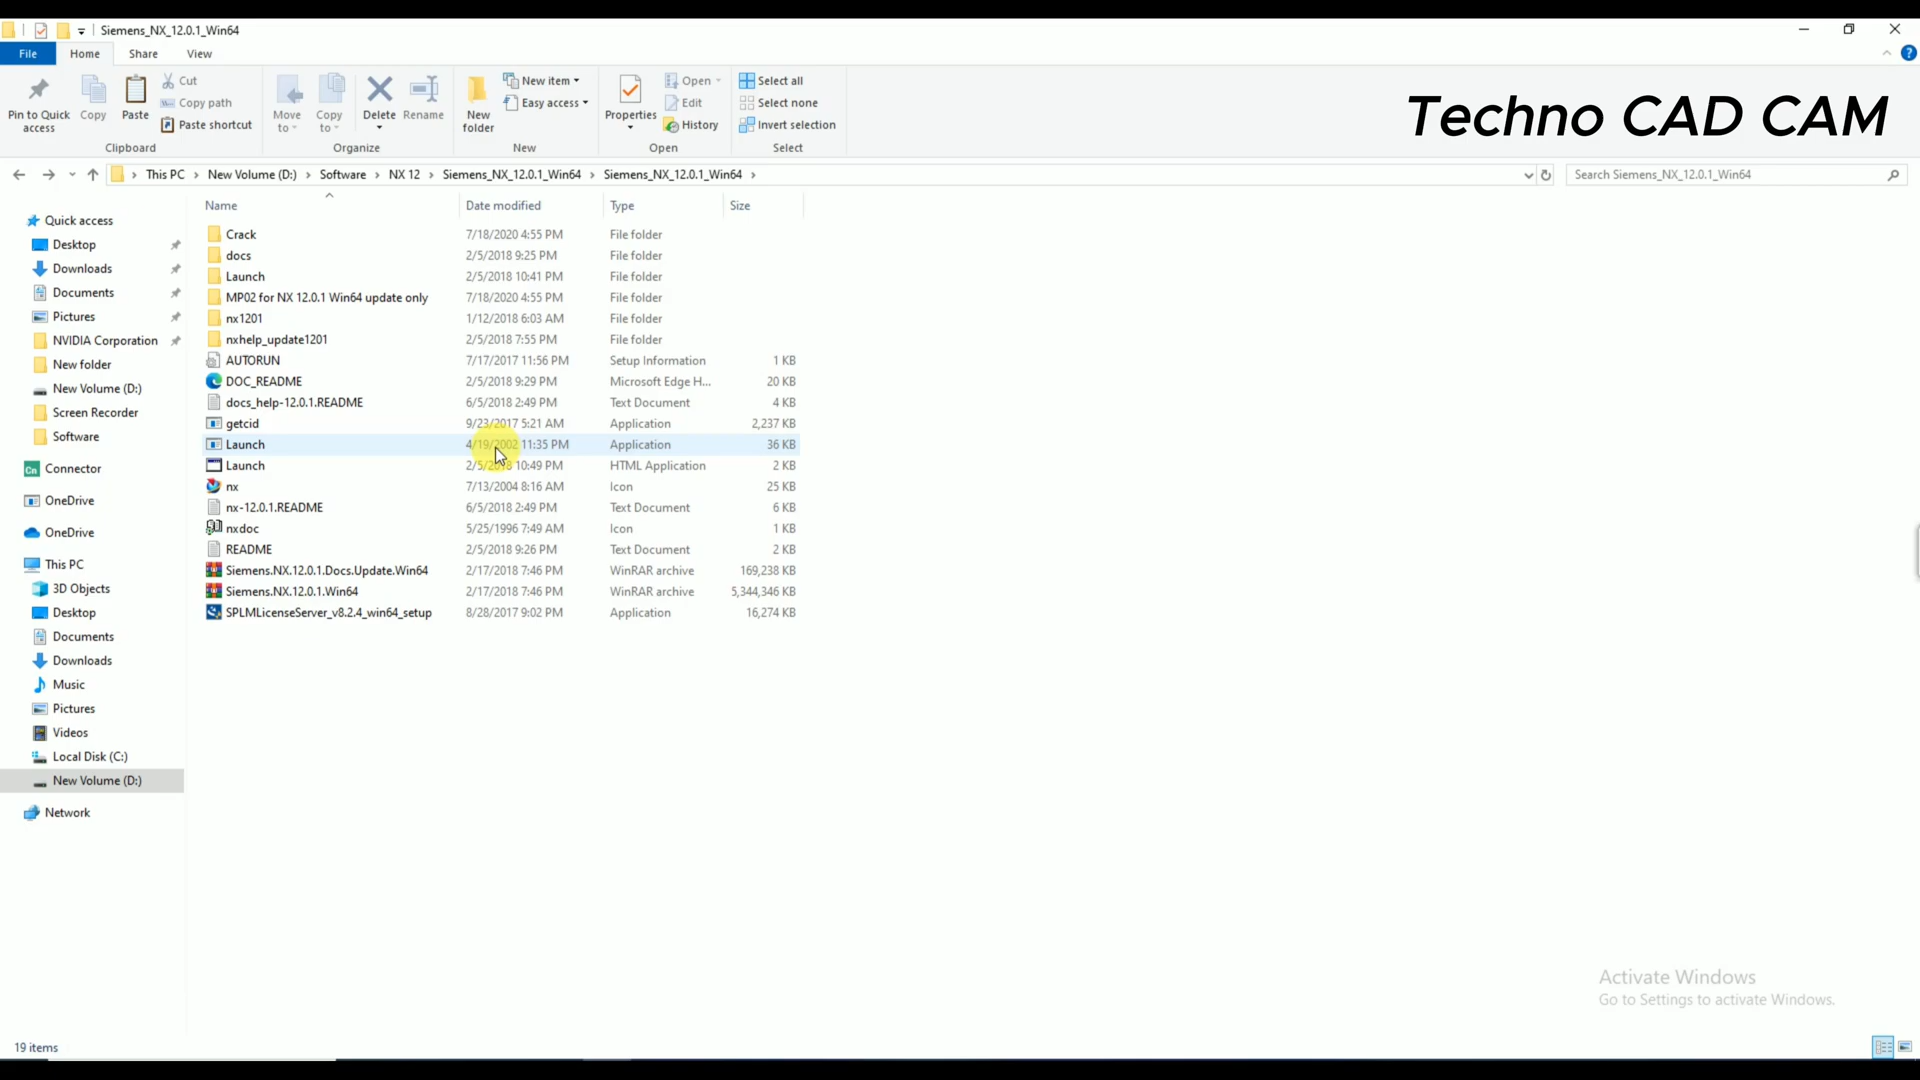 Siemens_NX_12.0.1_Win64
File Home Share View
Pin to Quick access
Copy
Paste
Cut
Copy path
Paste shortcut
Clipboard
Move to
Copy to
Delete
Rename
Organize
New folder
New item
Easy access
New
Properties
Open
Edit
History
Open
Select all
Select none
Invert selection
Select
Techno CAD CAM
This PC > New Volume (D:) > Software > NX 12 > Siemens_NX_12.0.1_Win64 > Siemens_NX_12.0.1_Win64 >
Search Siemens_NX_12.0.1_Win64
Quick access
Desktop
Downloads
Documents
Pictures
NVIDIA Corporation
New folder
New Volume (D:)
Screen Recorder
Software
Connector
OneDrive
OneDrive
This PC
3D Objects
Desktop
Documents
Downloads
Music
Pictures
Videos
Local Disk (C:)
New Volume (D:)
Network
Name Date modified Type Size
Crack 7/18/2020 4:55 PM File folder
docs 2/5/2018 9:25 PM File folder
Launch 2/5/2018 10:41 PM File folder
MP02 for NX 12.0.1 Win64 update only 7/18/2020 4:55 PM File folder
nx1201 1/12/2018 6:03 AM File folder
nxhelp_update1201 2/5/2018 7:55 PM File folder
AUTORUN 7/17/2017 11:56 PM Setup Information 1 KB
DOC_README 2/5/2018 9:29 PM Microsoft Edge H... 20 KB
docs_help-12.0.1.README 6/5/2018 2:49 PM Text Document 4 KB
getcid 9/23/2017 5:21 AM Application 2,237 KB
Launch 4/19/2002 11:35 PM Application 36 KB
Launch 2/5/2018 10:49 PM HTML Application 2 KB
nx 7/13/2004 8:16 AM Icon 25 KB
nx-12.0.1.README 6/5/2018 2:49 PM Text Document 6 KB
nxdoc 5/25/1996 7:49 AM Icon 1 KB
README 2/5/2018 9:26 PM Text Document 2 KB
Siemens.NX.12.0.1.Docs.Update.Win64 2/17/2018 7:46 PM WinRAR archive 169,238 KB
Siemens.NX.12.0.1.Win64 2/17/2018 7:46 PM WinRAR archive 5,344,346 KB
SPLMLicenseServer_v8.2.4_win64_setup 8/28/2017 9:02 PM Application 16,274 KB
Activate Windows
Go to Settings to activate Windows.
19 items